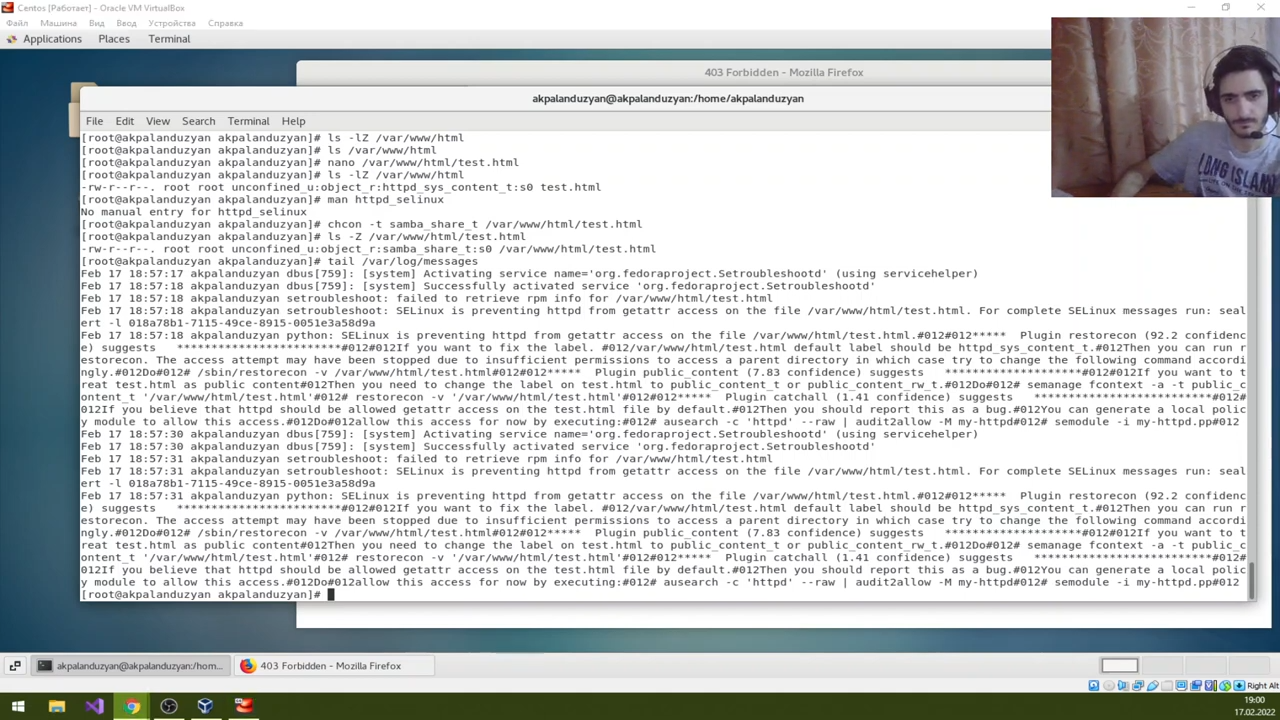 Centos [Работает] - Oracle VM VirtualBox
Файл Машина Вид Ввод Устройства Справка
Applications Places Terminal
403 Forbidden - Mozilla Firefox
akpalanduzyan@akpalanduzyan:/home/akpalanduzyan
File Edit View Search Terminal Help
[root@akpalanduzyan akpalanduzyan]# ls -lZ /var/www/html
[root@akpalanduzyan akpalanduzyan]# ls /var/www/html
[root@akpalanduzyan akpalanduzyan]# nano /var/www/html/test.html
[root@akpalanduzyan akpalanduzyan]# ls -lZ /var/www/html
-rw-r--r--. root root unconfined_u:object_r:httpd_sys_content_t:s0 test.html
[root@akpalanduzyan akpalanduzyan]# man httpd_selinux
No manual entry for httpd_selinux
[root@akpalanduzyan akpalanduzyan]# chcon -t samba_share_t /var/www/html/test.html
[root@akpalanduzyan akpalanduzyan]# ls -Z /var/www/html/test.html
-rw-r--r--. root root unconfined_u:object_r:samba_share_t:s0 /var/www/html/test.html
[root@akpalanduzyan akpalanduzyan]# tail /var/log/messages
Feb 17 18:57:17 akpalanduzyan dbus[759]: [system] Activating service name='org.fedoraproject.Setroubleshootd' (using servicehelper)
Feb 17 18:57:18 akpalanduzyan dbus[759]: [system] Successfully activated service 'org.fedoraproject.Setroubleshootd'
Feb 17 18:57:18 akpalanduzyan setroubleshoot: failed to retrieve rpm info for /var/www/html/test.html
Feb 17 18:57:18 akpalanduzyan setroubleshoot: SELinux is preventing httpd from getattr access on the file /var/www/html/test.html. For complete SELinux messages run: seal
ert -l 018a78b1-7115-49ce-8915-0051e3a58d9a
Feb 17 18:57:18 akpalanduzyan python: SELinux is preventing httpd from getattr access on the file /var/www/html/test.html.#012#012***** Plugin restorecon (92.2 confidenc
e) suggests ************************#012#012If you want to fix the label. #012/var/www/html/test.html default label should be httpd_sys_content_t.#012Then you can run r
estorecon. The access attempt may have been stopped due to insufficient permissions to access a parent directory in which case try to change the following command accordi
ngly.#012Do#012# /sbin/restorecon -v /var/www/html/test.html#012#012***** Plugin public_content (7.83 confidence) suggests **********************#012#012If you want to t
reat test.html as public content#012Then you need to change the label on test.html to public_content_t or public_content_rw_t.#012Do#012# semanage fcontext -a -t public_c
ontent_t '/var/www/html/test.html'#012# restorecon -v '/var/www/html/test.html'#012#012***** Plugin catchall (1.41 confidence) suggests **************************#012#
012If you believe that httpd should be allowed getattr access on the test.html file by default.#012Then you should report this as a bug.#012You can generate a local polic
y module to allow this access.#012Do#012allow this access for now by executing:#012# ausearch -c 'httpd' --raw | audit2allow -M my-httpd#012# semodule -i my-httpd.pp#012
Feb 17 18:57:30 akpalanduzyan dbus[759]: [system] Activating service name='org.fedoraproject.Setroubleshootd' (using servicehelper)
Feb 17 18:57:30 akpalanduzyan dbus[759]: [system] Successfully activated service 'org.fedoraproject.Setroubleshootd'
Feb 17 18:57:31 akpalanduzyan setroubleshoot: failed to retrieve rpm info for /var/www/html/test.html
Feb 17 18:57:31 akpalanduzyan setroubleshoot: SELinux is preventing httpd from getattr access on the file /var/www/html/test.html. For complete SELinux messages run: seal
ert -l 018a78b1-7115-49ce-8915-0051e3a58d9a
Feb 17 18:57:31 akpalanduzyan python: SELinux is preventing httpd from getattr access on the file /var/www/html/test.html.#012#012***** Plugin restorecon (92.2 confidenc
e) suggests ************************#012#012If you want to fix the label. #012/var/www/html/test.html default label should be httpd_sys_content_t.#012Then you can run r
estorecon. The access attempt may have been stopped due to insufficient permissions to access a parent directory in which case try to change the following command accordi
ngly.#012Do#012# /sbin/restorecon -v /var/www/html/test.html#012#012***** Plugin public_content (7.83 confidence) suggests **********************#012#012If you want to t
reat test.html as public content#012Then you need to change the label on test.html to public_content_t or public_content_rw_t.#012Do#012# semanage fcontext -a -t public_c
ontent_t '/var/www/html/test.html'#012# restorecon -v '/var/www/html/test.html'#012#012***** Plugin catchall (1.41 confidence) suggests **************************#012#
012If you believe that httpd should be allowed getattr access on the test.html file by default.#012Then you should report this as a bug.#012You can generate a local polic
y module to allow this access.#012Do#012allow this access for now by executing:#012# ausearch -c 'httpd' --raw | audit2allow -M my-httpd#012# semodule -i my-httpd.pp#012
[root@akpalanduzyan akpalanduzyan]#
akpalanduzyan@akpalanduzyan:/hom...
403 Forbidden - Mozilla Firefox
Right Alt
19:00
17.02.2022
LONG ISLAND